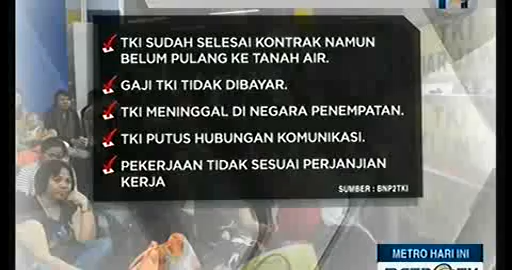 TKI SUDAH SELESAI KONTRAK NAMUN
BELUM PULANG KE TANAH AIR.
GAJI TKI TIDAK DIBAYAR.
TKI MENINGGAL DI NEGARA PENEMPATAN.
TKI PUTUS HUBUNGAN KOMUNIKASI.
PEKERJAAN TIDAK SESUAI PERJANJIAN
KERJA
SUMBER : BNP2TKI
METRO HARI INI